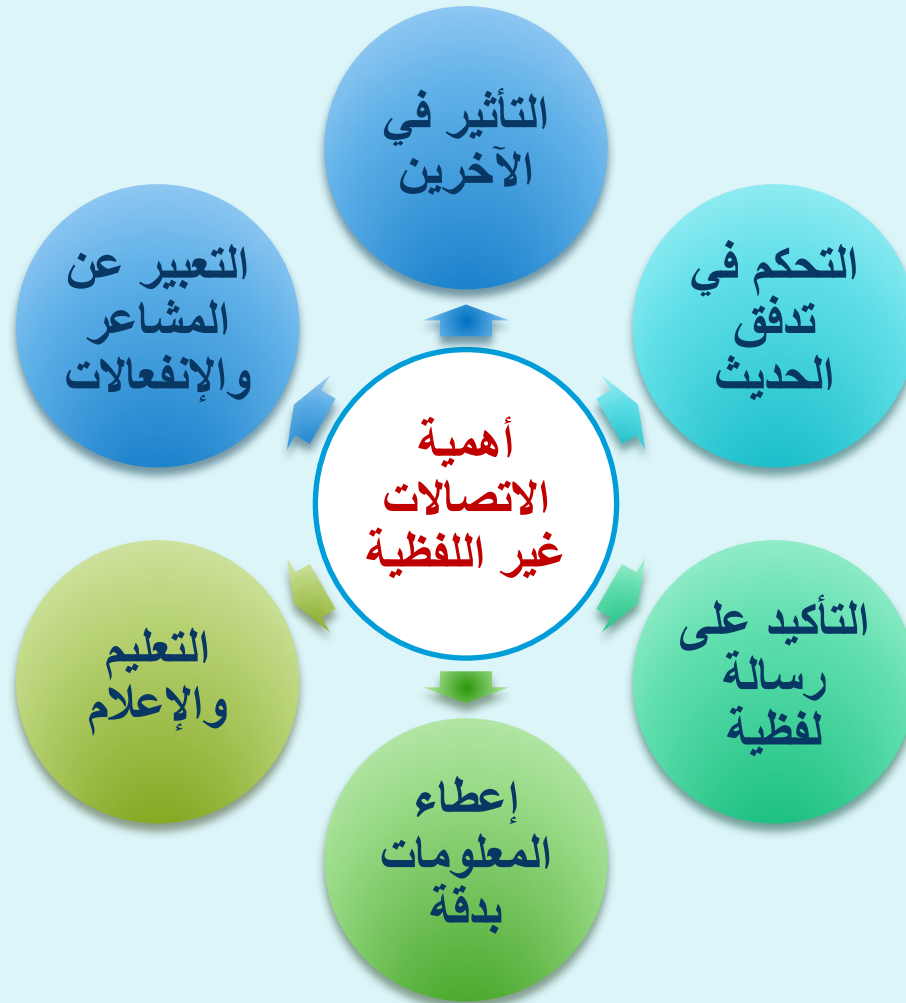 أهمية
الاتصالات
غير اللفظية
التأثير في
الآخرين
التحكم في
تدفق
الحديث
التأكيد على
رسالة
لفظية
إعطاء
المعلومات
بدقة
التعليم
والإعلام
التعبير عن
المشاعر
والإنفعالات